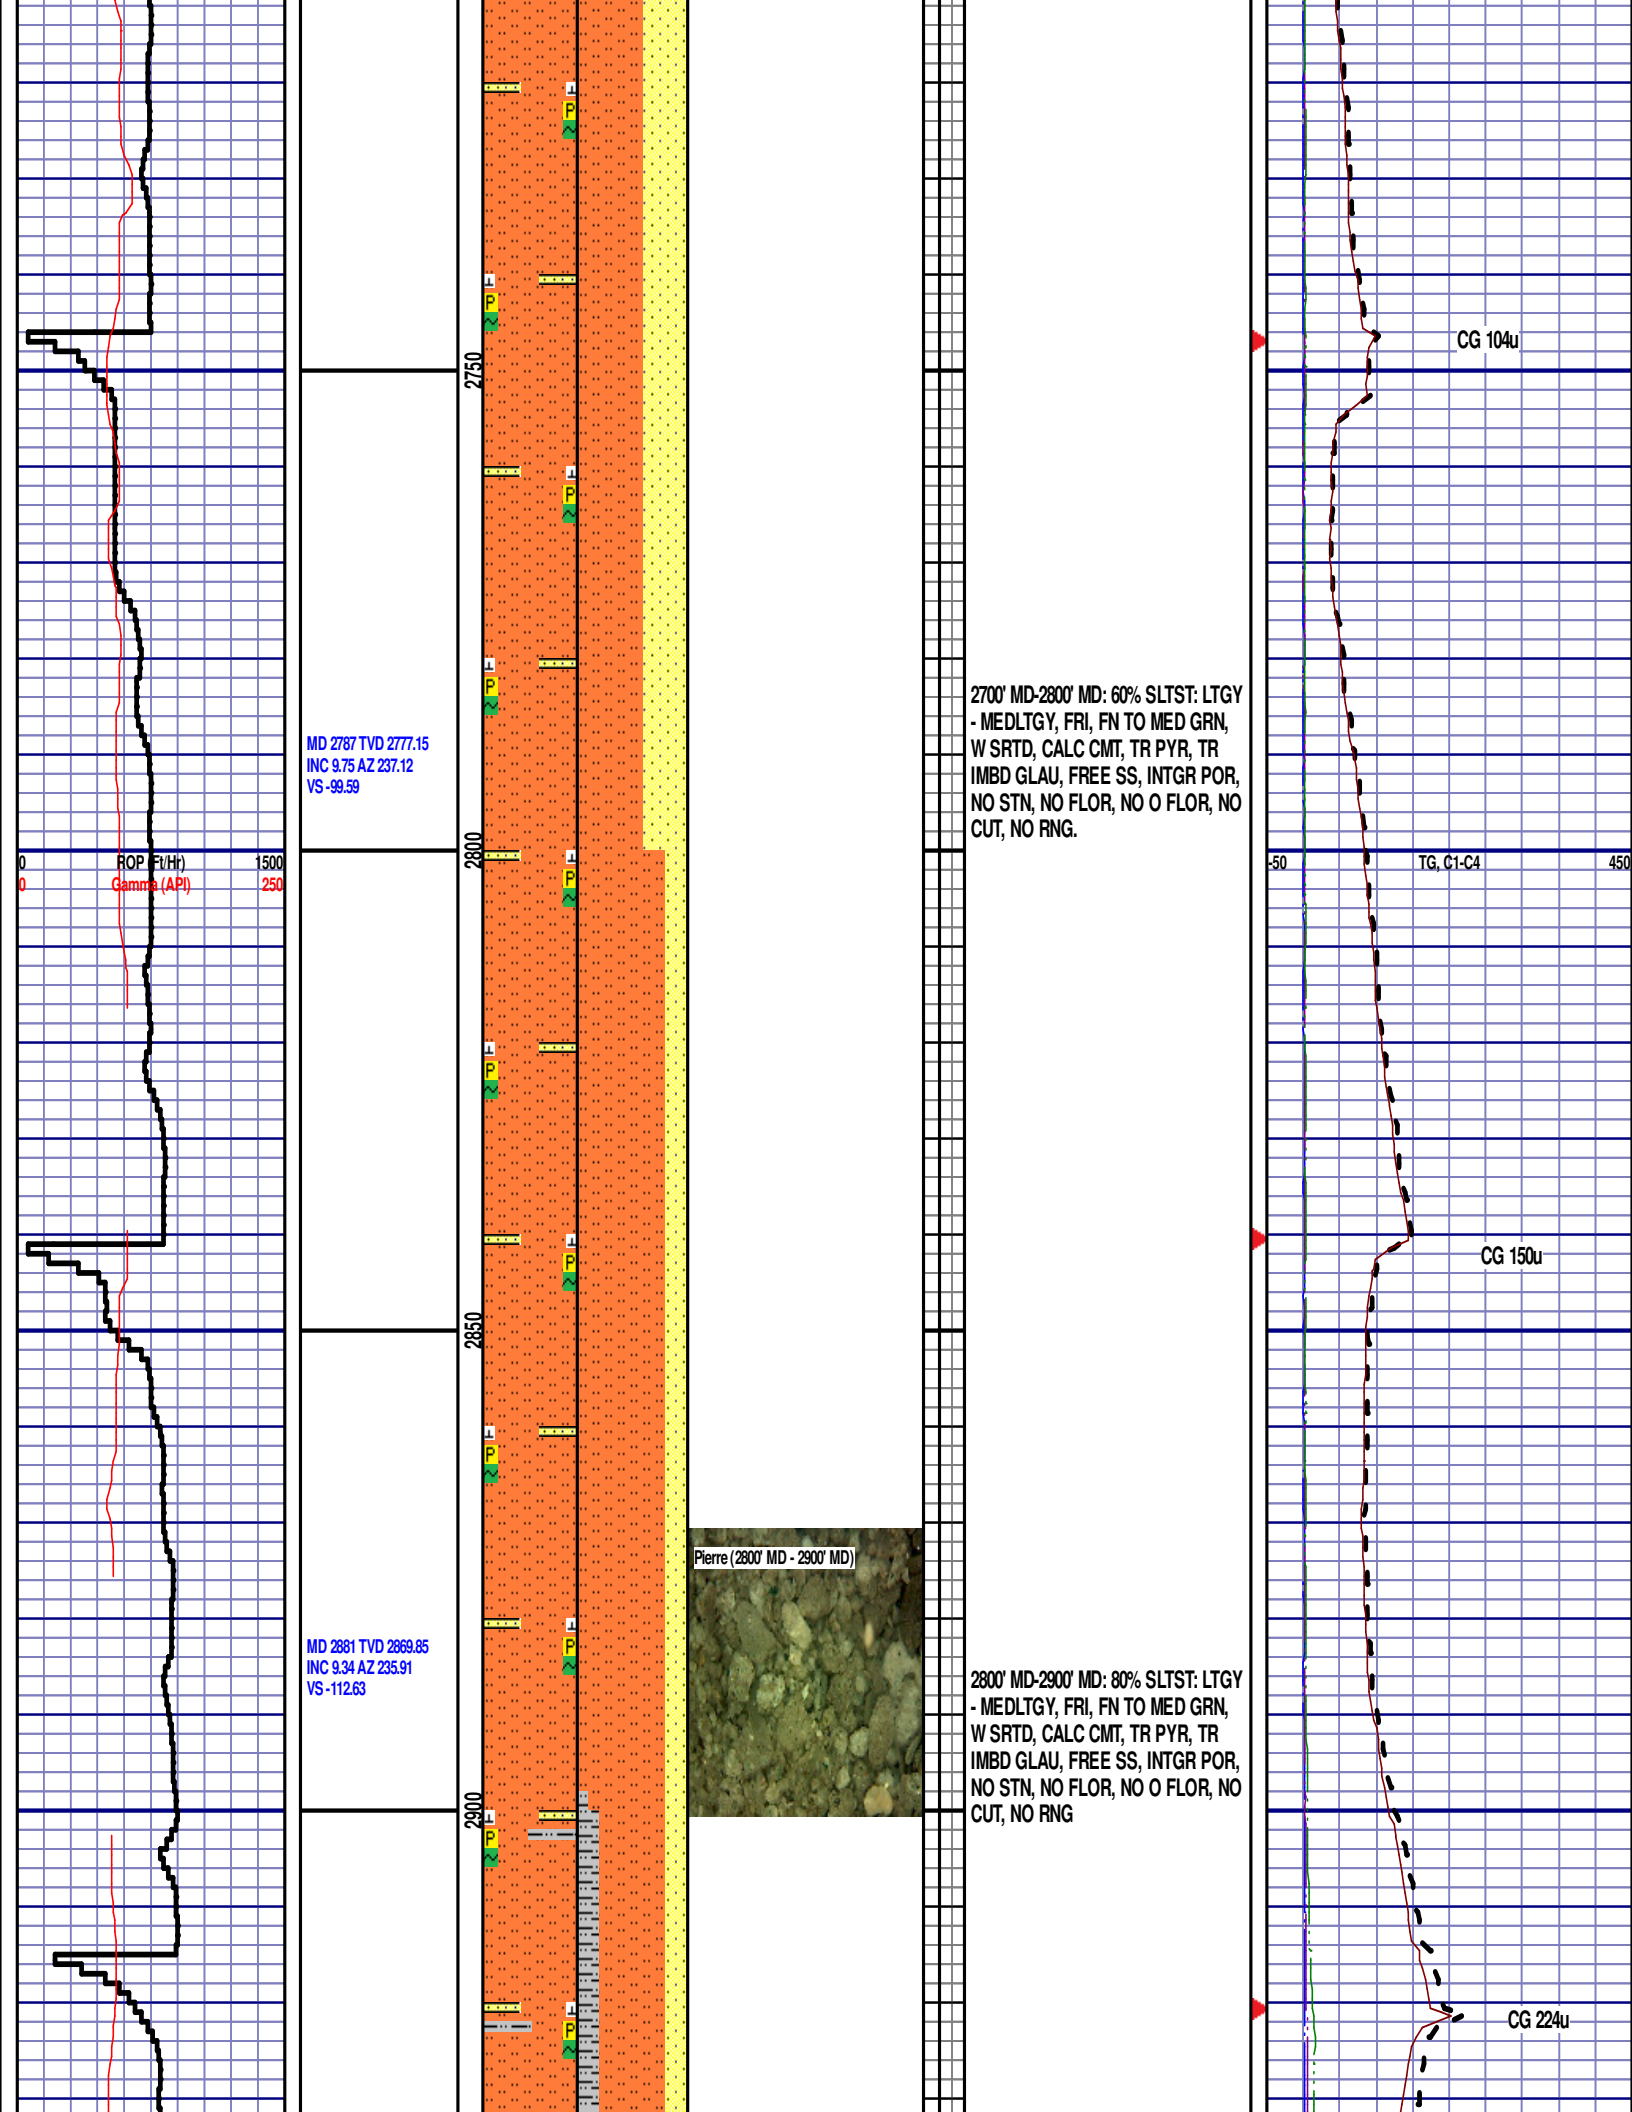 CG 104u
2750
2700' MD-2800' MD: 60% SLTST: LTGY
- MEDLTGY, FRI, FN TO MED GRN,
W SRTD, CALC CMT, TR PYR, TR
IMBD GLAU, FREE SS, INTGR POR,
NO STN, NO FLOR, NO O FLOR, NO
CUT, NO RNG.
MD 2787 TVD 2777.15
INC 9.75 AZ 237.12
VS -99.59
2800
0 ROP (Ft/Hr) 1500
0 Gamma (API) 250
-50 TG, C1-C4 450
CG 150u
2850
Pierre (2800' MD - 2900' MD)
MD 2881 TVD 2869.85
INC 9.34 AZ 235.91
VS -112.63
2800' MD-2900' MD: 80% SLTST: LTGY
- MEDLTGY, FRI, FN TO MED GRN,
W SRTD, CALC CMT, TR PYR, TR
IMBD GLAU, FREE SS, INTGR POR,
NO STN, NO FLOR, NO O FLOR, NO
CUT, NO RNG
2900
CG 224u
P
P
P
P
P
P
P
P
P
P
P